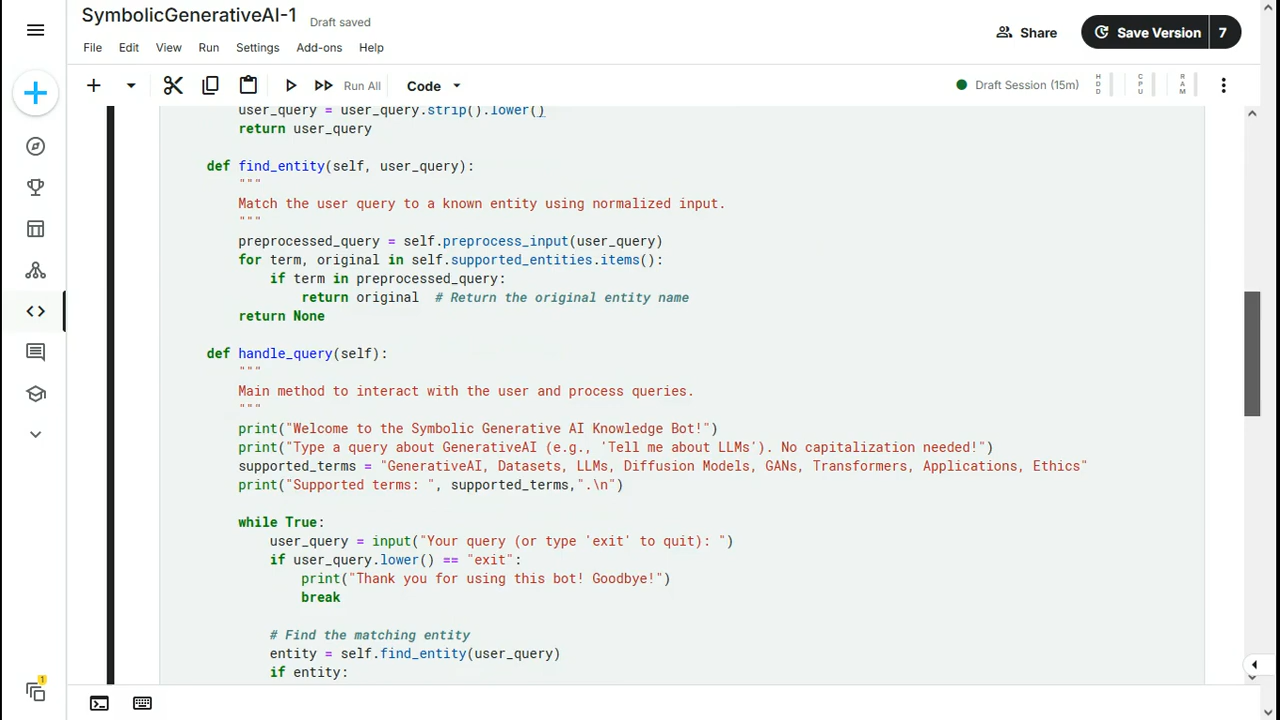 SymbolicGenerativeAI-1
Draft saved
File Edit View Run Settings Add-ons Help
Share
Save Version 7
Run All
Code
Draft Session (15m)
HDD
CPU
RAM
user_query = user_query.strip().lower()
return user_query
def find_entity(self, user_query):
"""
Match the user query to a known entity using normalized input.
"""
preprocessed_query = self.preprocess_input(user_query)
for term, original in self.supported_entities.items():
if term in preprocessed_query:
return original  # Return the original entity name
return None
def handle_query(self):
"""
Main method to interact with the user and process queries.
"""
print("Welcome to the Symbolic Generative AI Knowledge Bot!")
print("Type a query about GenerativeAI (e.g., 'Tell me about LLMs'). No capitalization needed!")
supported_terms = "GenerativeAI, Datasets, LLMs, Diffusion Models, GANs, Transformers, Applications, Ethics"
print("Supported terms: ", supported_terms,".\n")
while True:
user_query = input("Your query (or type 'exit' to quit): ")
if user_query.lower() == "exit":
print("Thank you for using this bot! Goodbye!")
break
# Find the matching entity
entity = self.find_entity(user_query)
if entity:
1